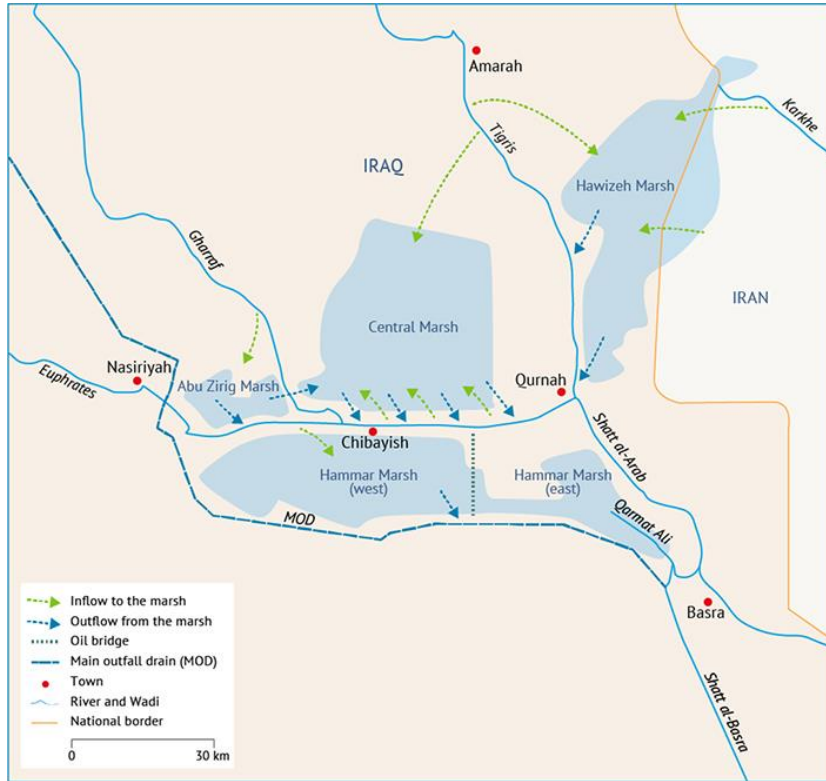 Amarah
Karkhe
Tigris
IRAQ
Hawizeh Marsh
Gharraf
IRAN
Central Marsh
Nasiriyah
Euphrates
Abu Zirig Marsh
Qurnah
Chibayish
Shatt al-Arab
Hammar Marsh
(west)
Hammar Marsh
(east)
Qarmat Ali
MOD
Inflow to the marsh
Outflow from the marsh
Oil bridge
Main outfall drain (MOD)
Town
River and Wadi
National border
0 30 km
Basra
Shatt al-Basra